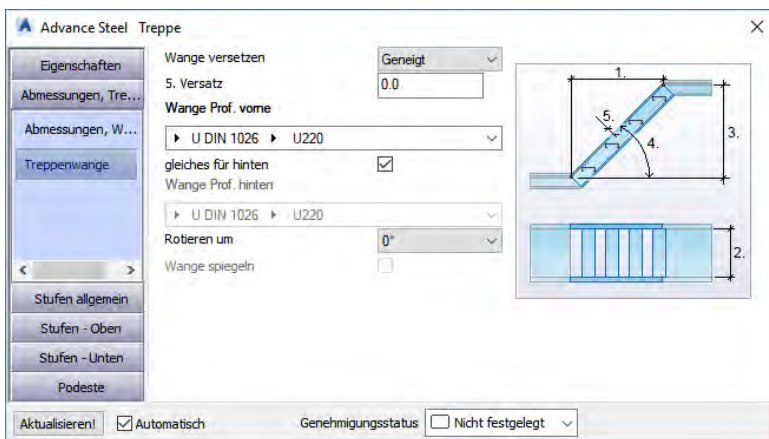 Advance Steel Treppe
Eigenschaften
Abmessungen, Tre...
Abmessungen, W...
Treppenwange
Stufen allgemein
Stufen - Oben
Stufen - Unten
Podeste
Wange versetzen Geneigt
5. Versatz 0.0
Wange Prof. vorne
U DIN 1026 U220
gleiches für hinten
Wange Prof. hinten
U DIN 1026 U220
Rotieren um 0°
Wange spiegeln
1.
5.
4.
3.
2.
Aktualisieren! Automatisch Genehmigungsstatus Nicht festgelegt